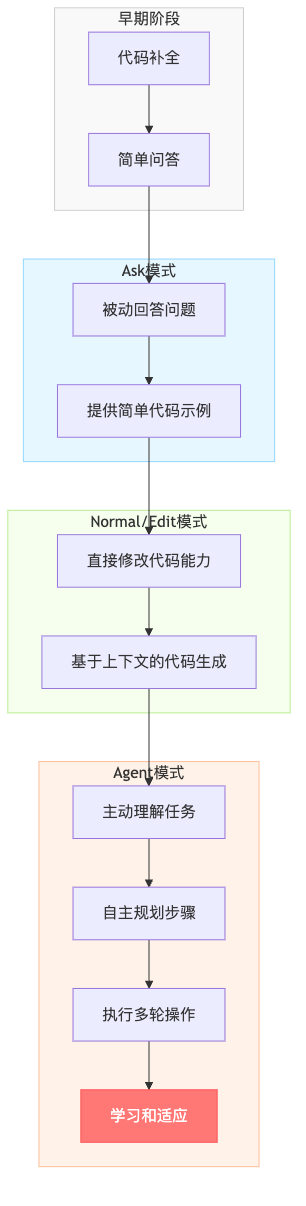 早期阶段
代码补全
简单问答
Ask模式
被动回答问题
提供简单代码示例
Normal/Edit模式
直接修改代码能力
基于上下文的代码生成
Agent模式
主动理解任务
自主规划步骤
执行多轮操作
学习和适应